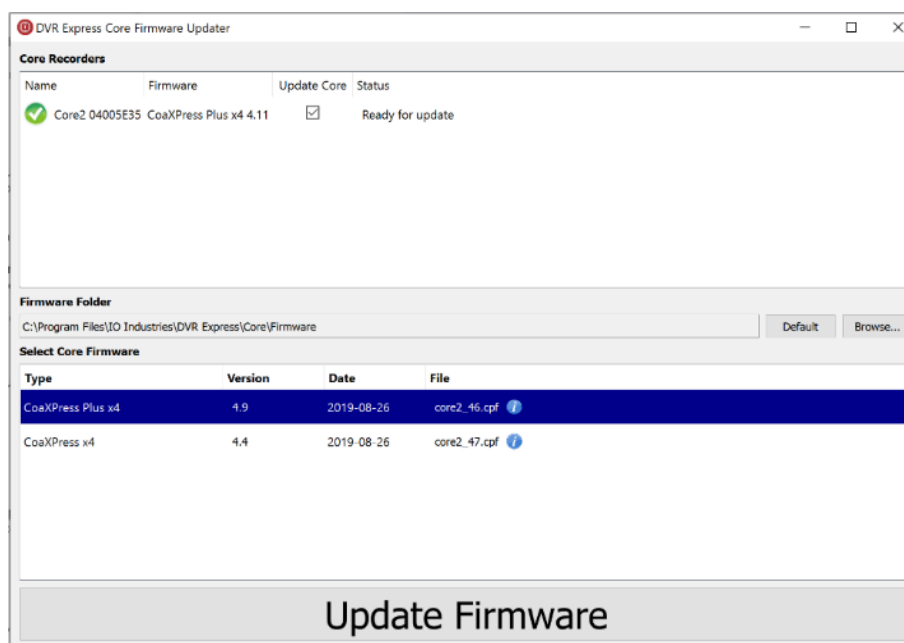 DVR Express Core Firmware Updater
Core Recorders
Name Firmware Update Core Status
Core2 04005E35 CoaXPress Plus x4 4.11 Ready for update
Firmware Folder
C:\Program Files\IO Industries\DVR Express\Core\Firmware Default Browse...
Select Core Firmware
Type Version Date File
CoaXPress Plus x4 4.9 2019-08-26 core2_46.cpf
CoaXPress x4 4.4 2019-08-26 core2_47.cpf
Update Firmware